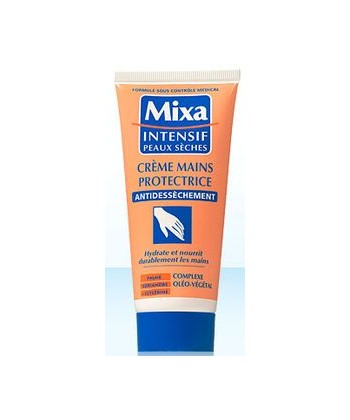 FORMULE SOUS CONTRÔLE MÉDICAL
Mixa
INTENSIF
PEAUX SÈCHES
CRÈME MAINS
PROTECTRICE
ANTIDESSÈCHEMENT
Hydrate et nourrit
durablement les mains
COMPLEXE
OLÉO-VÉGÉTAL